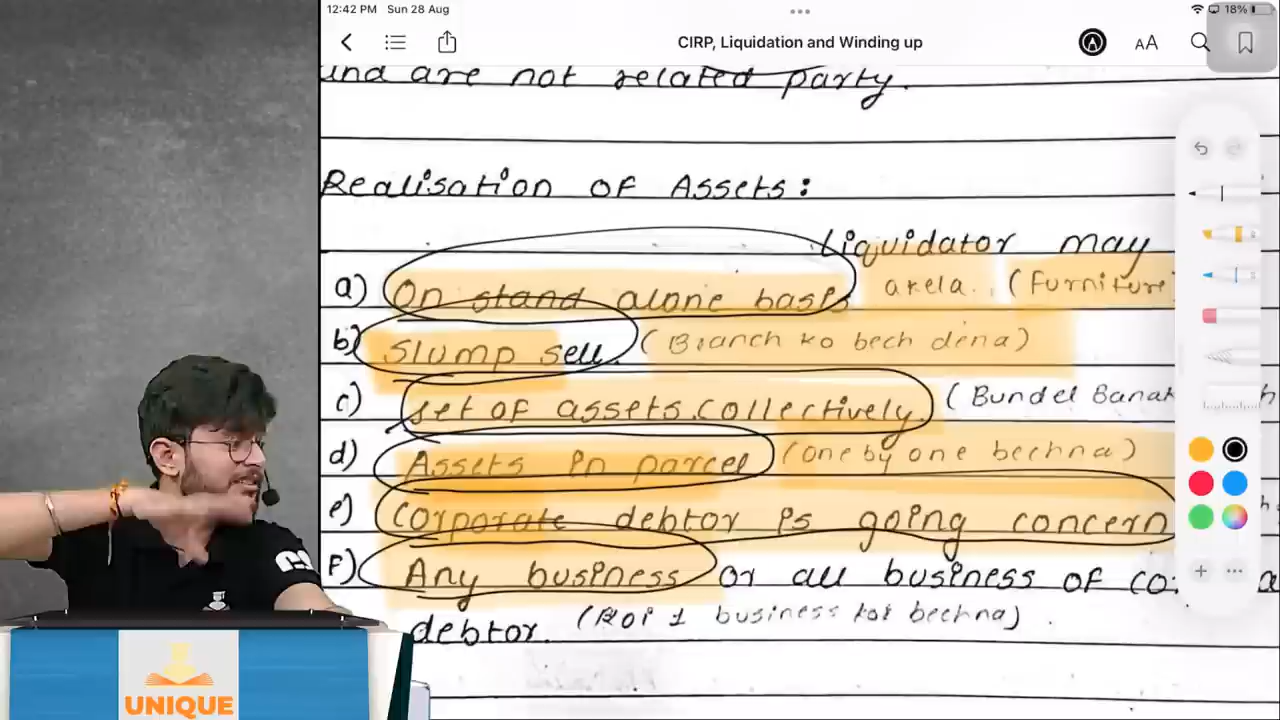 12:42 PM Sun 28 Aug
18%
CIRP, Liquidation and Winding up
AA
and are not related party.
Realisation of Assets:
Liquidator may
a) On stand alone basis akela. (Furniture
b) Slump sell. (Branch ko bech dena)
c) set of assets collectively. (Bundel Banak
d) Assets in parcel (one by one bechna)
e) corporate debtor is going concern
F) Any business or all business of co
debtor. (Koi 1 business koi bechna)
CS
UNIQUE